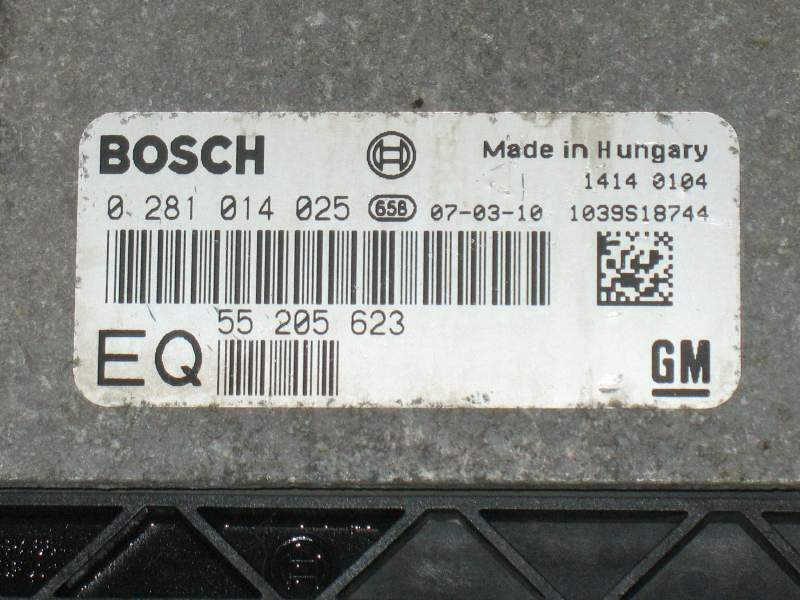 BOSCH Made in Hungary
1414 0104
0 281 014 025 658 07-03-10 1039S18744
55 205 623
EQ
GM